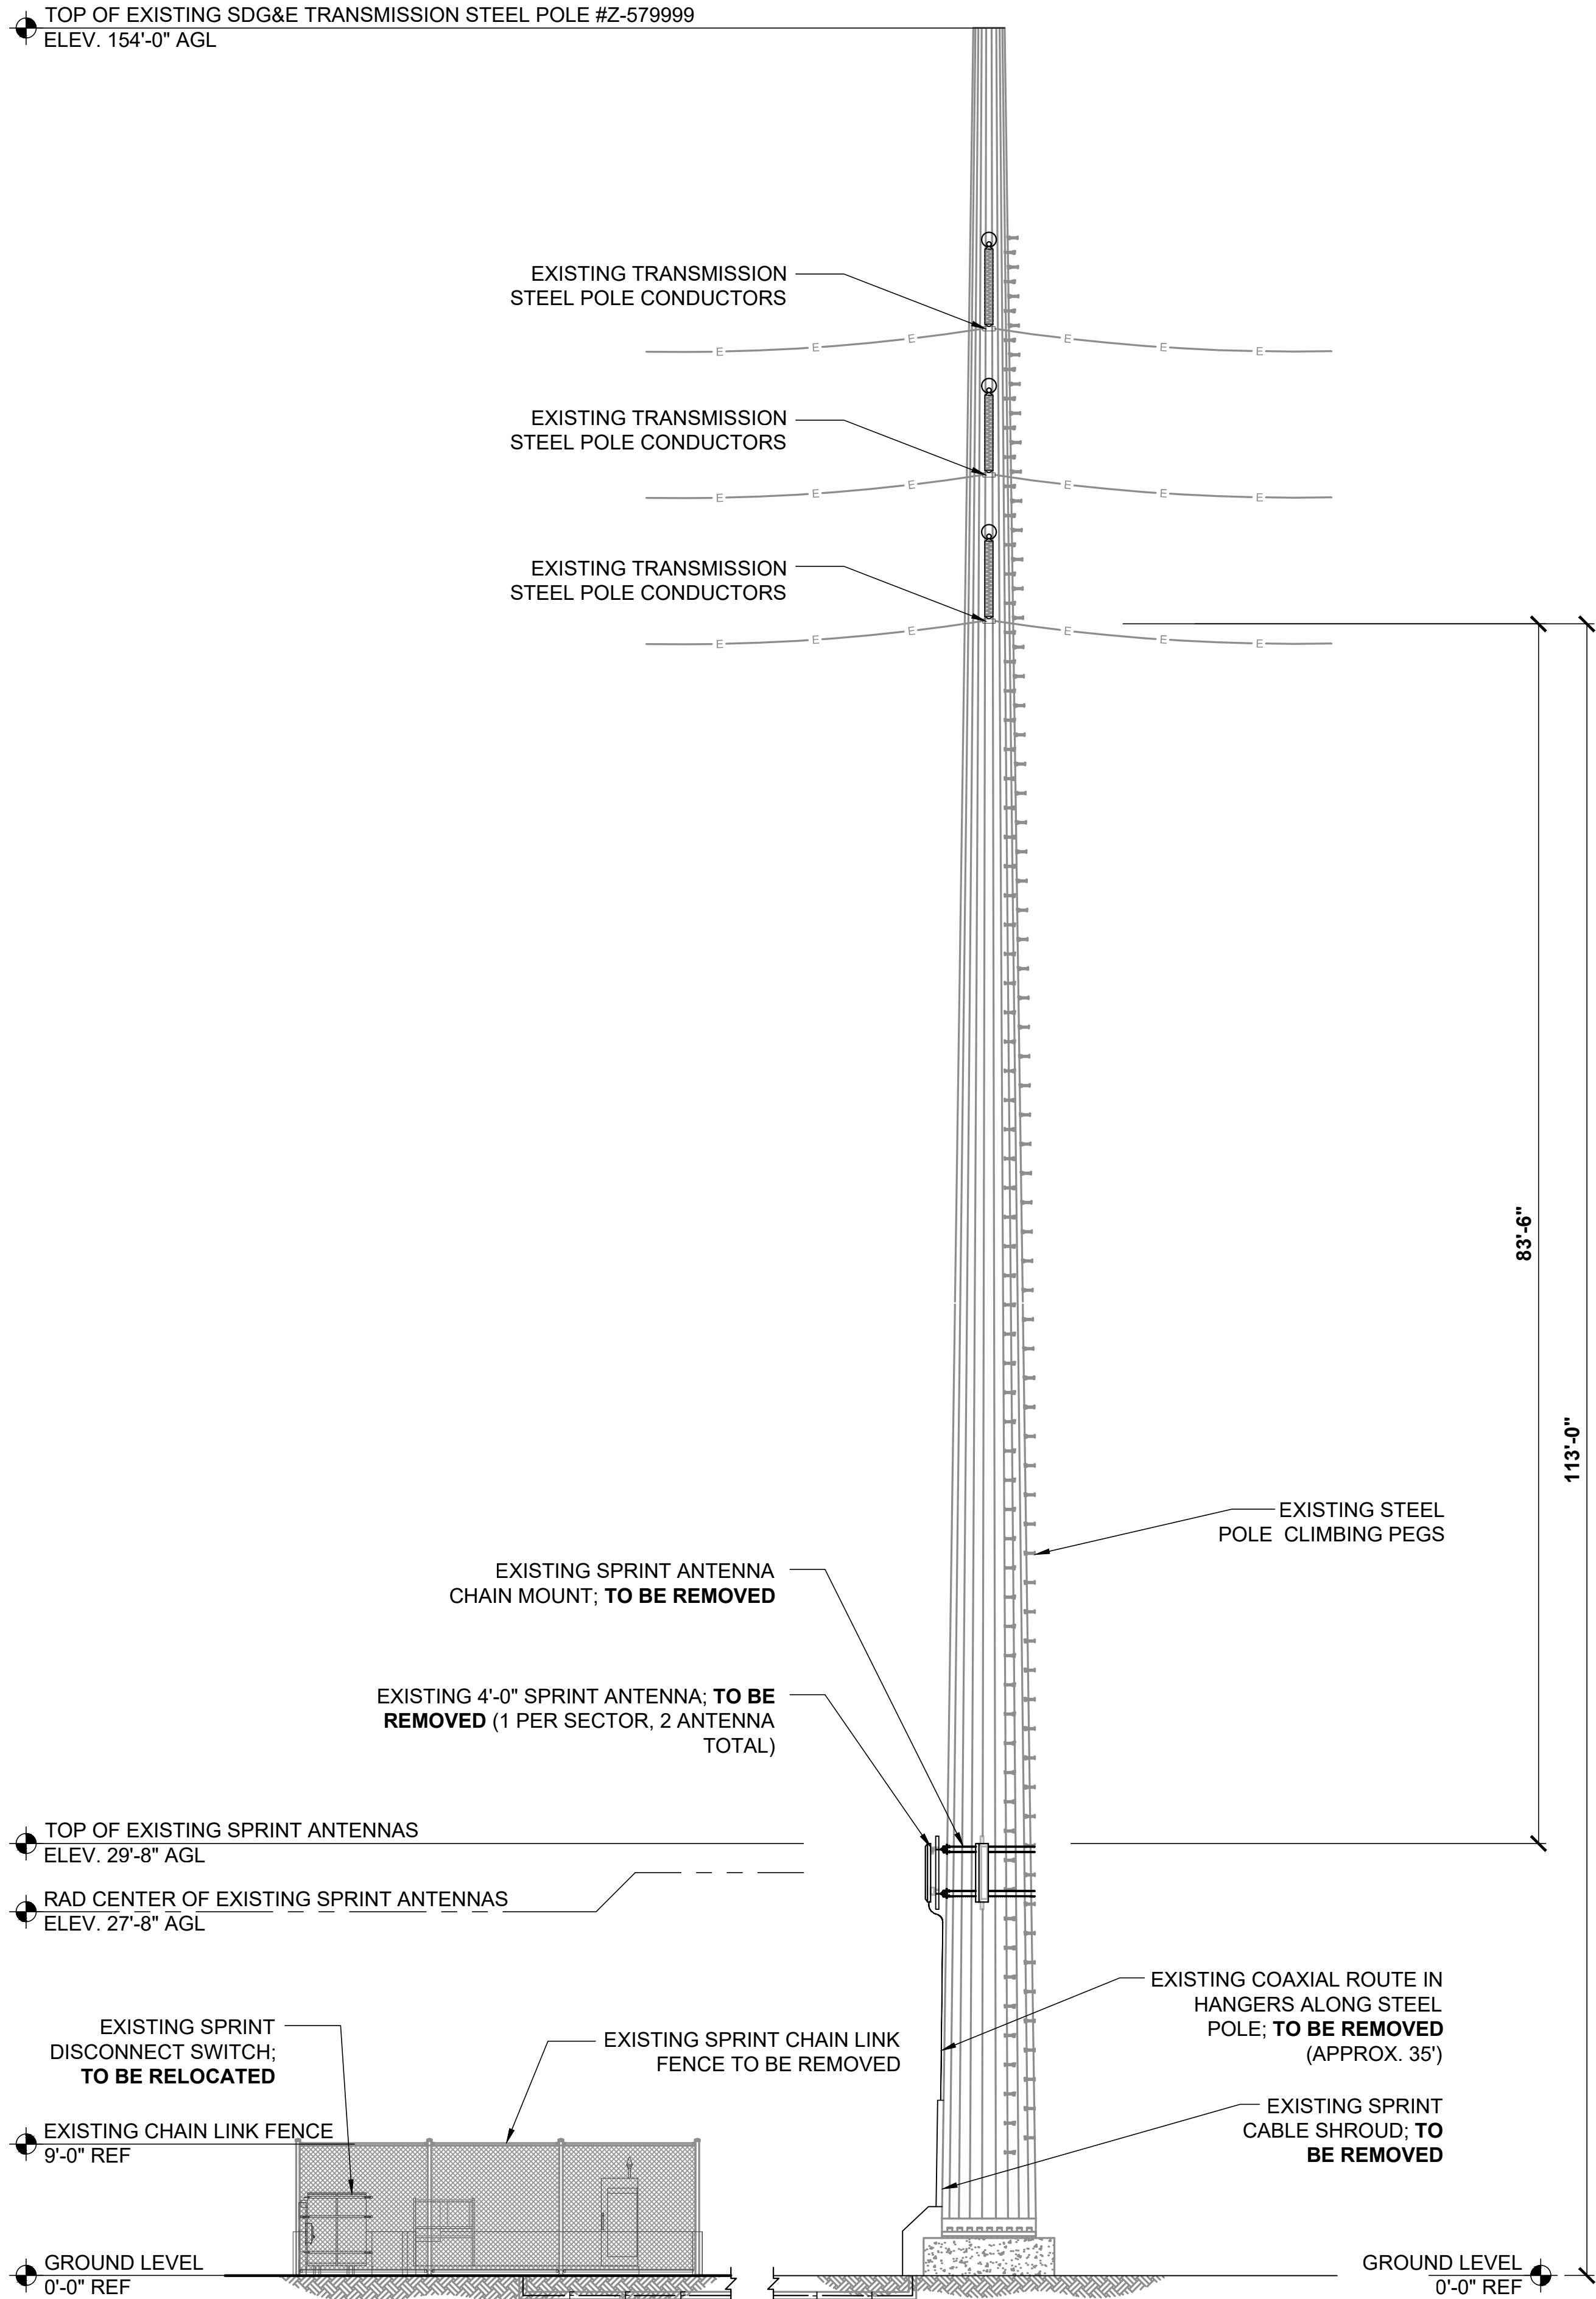 TOP OF EXISTING SDG&E TRANSMISSION STEEL POLE #Z-579999
ELEV. 154'-0" AGL
EXISTING TRANSMISSION
STEEL POLE CONDUCTORS
E E E E E E
EXISTING TRANSMISSION
STEEL POLE CONDUCTORS
E E E E E E
EXISTING TRANSMISSION
STEEL POLE CONDUCTORS
E E E E E E
83'-6"
113'-0"
EXISTING STEEL
POLE CLIMBING PEGS
EXISTING SPRINT ANTENNA
CHAIN MOUNT; TO BE REMOVED
EXISTING 4'-0" SPRINT ANTENNA; TO BE
REMOVED (1 PER SECTOR, 2 ANTENNA
TOTAL)
TOP OF EXISTING SPRINT ANTENNAS
ELEV. 29'-8" AGL
RAD CENTER OF EXISTING SPRINT ANTENNAS
ELEV. 27'-8" AGL
EXISTING COAXIAL ROUTE IN
HANGERS ALONG STEEL
POLE; TO BE REMOVED
(APPROX. 35')
EXISTING SPRINT
DISCONNECT SWITCH;
TO BE RELOCATED
EXISTING SPRINT CHAIN LINK
FENCE TO BE REMOVED
EXISTING SPRINT
CABLE SHROUD; TO
BE REMOVED
EXISTING CHAIN LINK FENCE
9'-0" REF
GROUND LEVEL
0'-0" REF
GROUND LEVEL
0'-0" REF